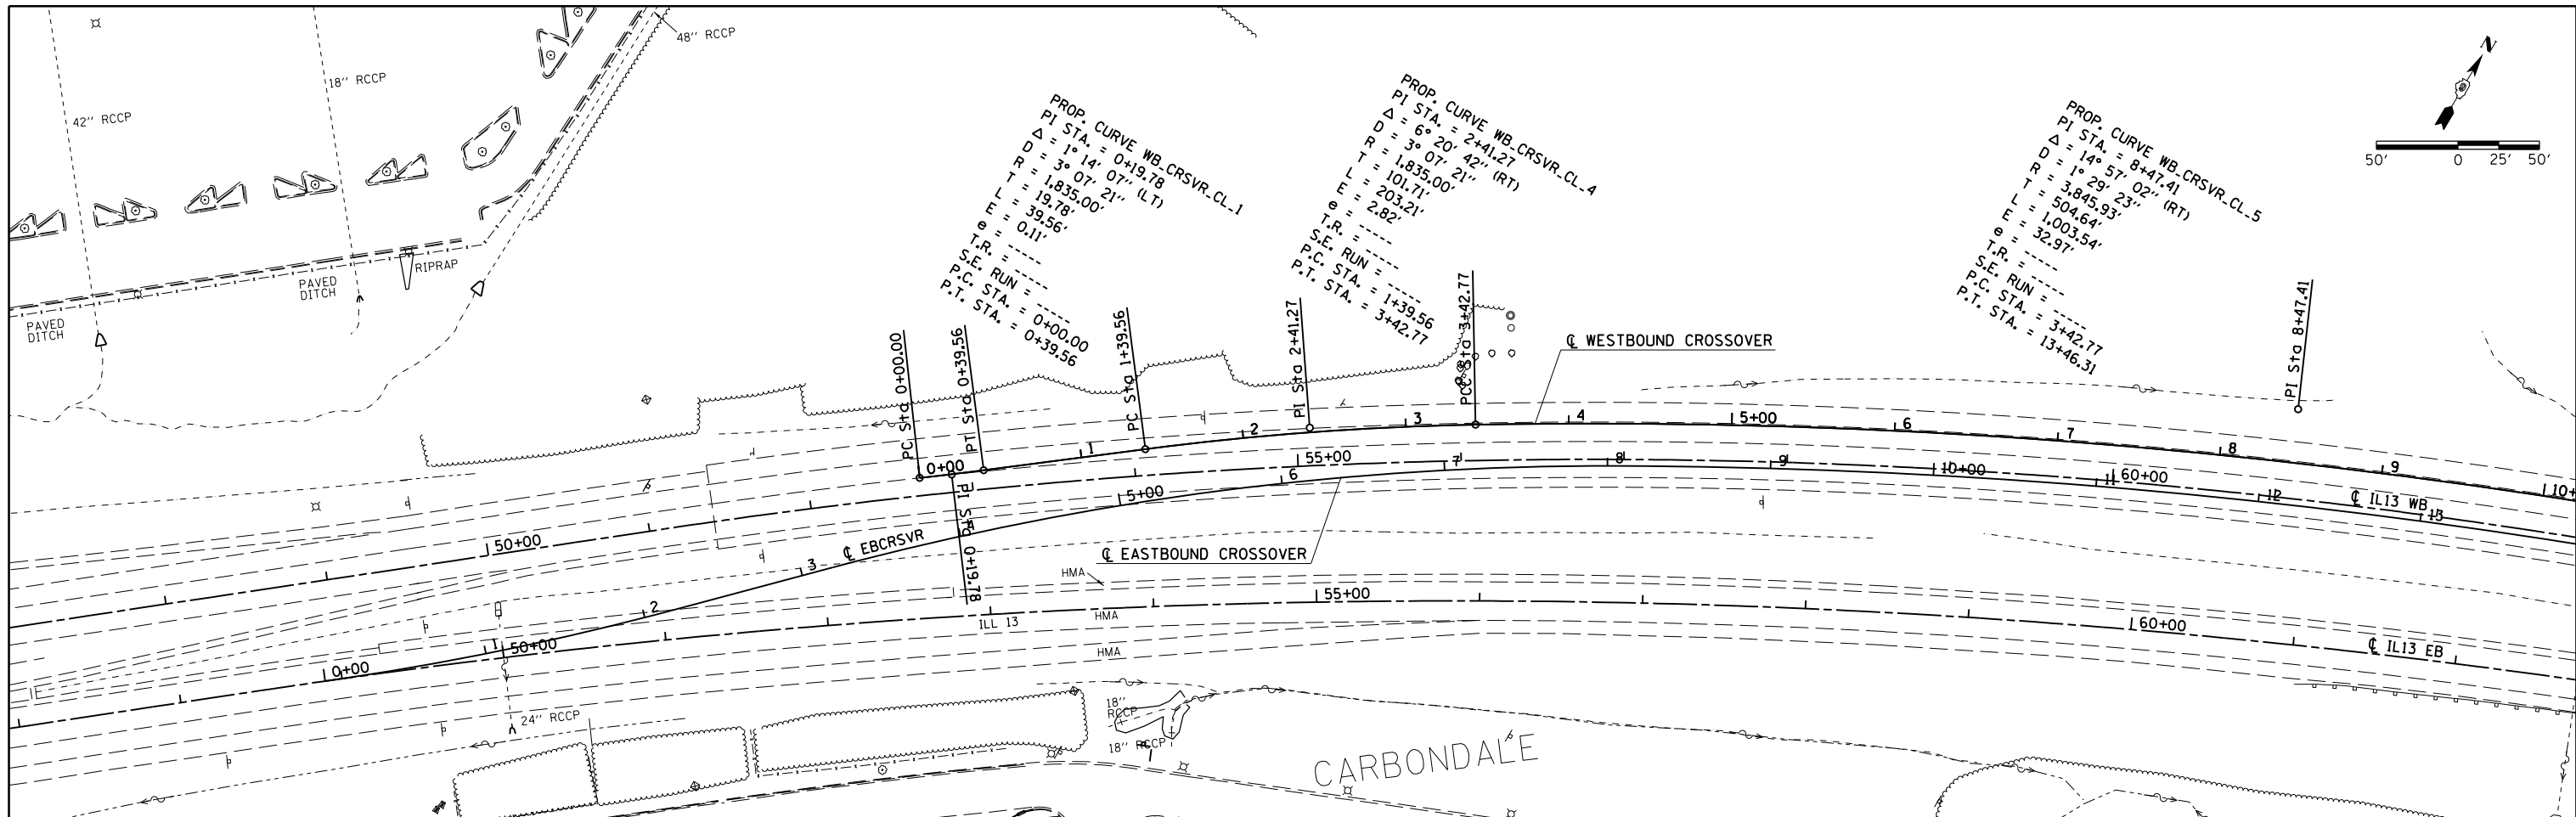 48'' RCCP
18'' RCCP
42'' RCCP
RIPRAP
PAVED
DITCH
PAVED
DITCH
PROP. CURVE WB_CRSVR_CL_1
PI STA. = 0+19.78
Δ = 1° 14' 07'' (LT)
D = 3° 07' 21''
R = 1,835.00'
T = 19.78'
L = 39.56'
E = 0.11'
e = -----
T.R. = -----
S.E. RUN = -----
P.C. STA. = 0+00.00
P.T. STA. = 0+39.56
PROP. CURVE WB_CRSVR_CL_4
PI STA. = 2+41.27
Δ = 6° 20' 42'' (RT)
D = 3° 07' 21''
R = 1,835.00'
T = 101.71'
L = 203.21'
E = 2.82'
e = -----
T.R. = -----
S.E. RUN = -----
P.C. STA. = 1+39.56
P.T. STA. = 3+42.77
PROP. CURVE WB_CRSVR_CL_5
PI STA. = 8+47.41
Δ = 14° 57' 02'' (RT)
D = 1° 29' 23''
R = 3,845.93'
T = 504.64'
L = 1,003.54'
E = 32.97'
e = -----
T.R. = -----
S.E. RUN = -----
P.C. STA. = 3+42.77
P.T. STA. = 13+46.31
N
50' 0 25' 50'
PC Sta 0+00.00
PT Sta 0+39.56
PC Sta 1+39.56
PI Sta 2+41.27
PCC Sta 3+42.77
PI Sta 8+47.41
PI Sta 0+19.78
℄ WESTBOUND CROSSOVER
0+00 1 2 3 4 5+00 6 7 8 9 10+
50+00 55+00 60+00
℄ IL13 WB
0+00 1 2 3 4 5+00 6 7 8 9 10+00 11 12 13
℄ EBCRSVR
℄ EASTBOUND CROSSOVER
HMA
50+00 55+00 60+00
ILL 13
HMA
HMA
℄ IL13 EB
24'' RCCP
18''
RCCP
18'' RCCP
CARBONDALE